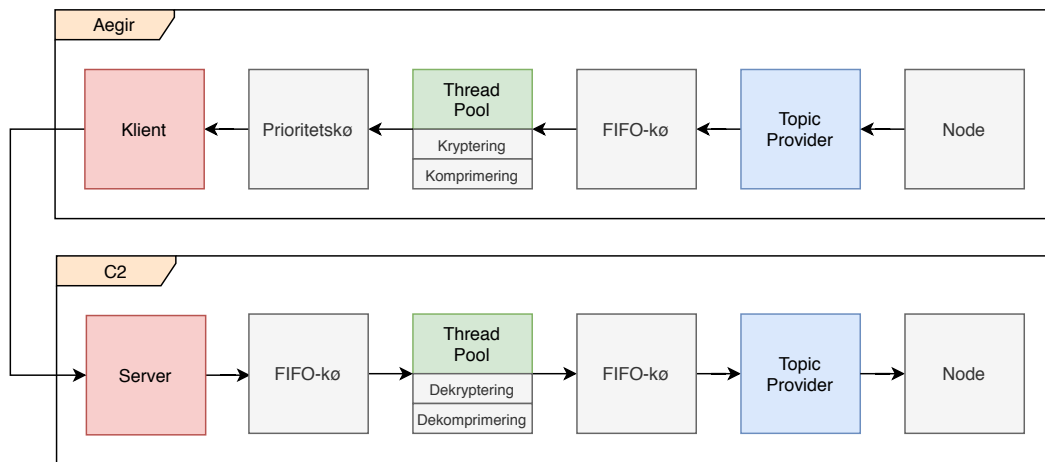 Aegir
Klient
Prioritetskø
Thread
Pool
Kryptering
Komprimering
FIFO-kø
Topic
Provider
Node
C2
Server
FIFO-kø
Thread
Pool
Dekryptering
Dekomprimering
FIFO-kø
Topic
Provider
Node